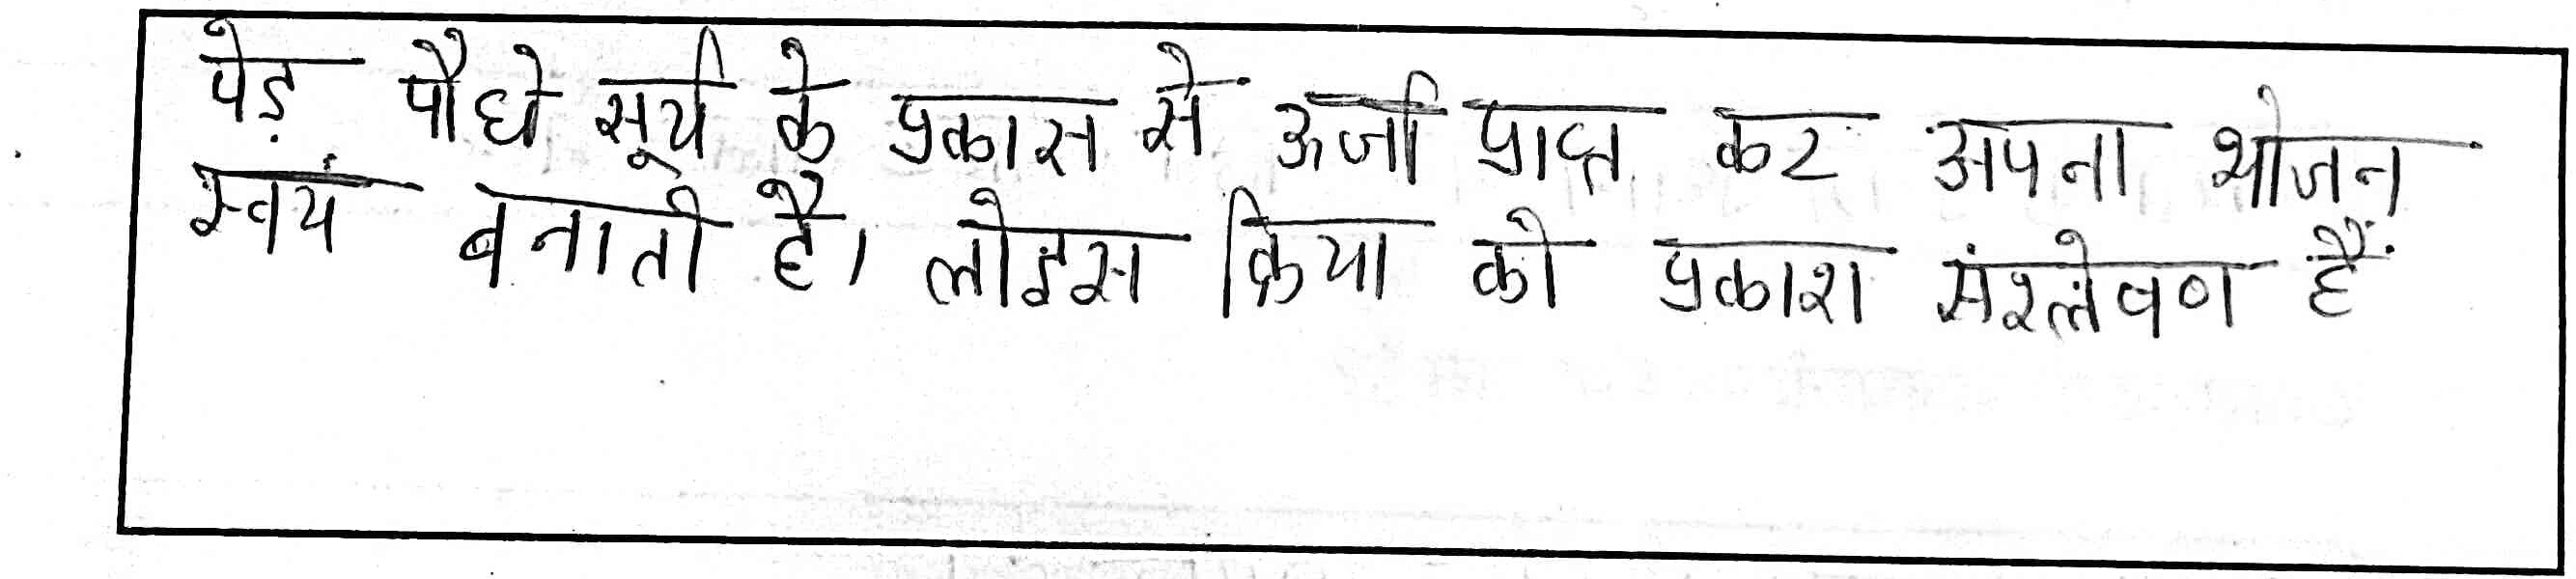 पेड़ पौधे सूर्य के प्रकास से ऊर्जा प्राप्त कर अपना भोजन
स्वयं बनाती है। लोइस क्रिया को प्रकाश संश्लेषण हैं